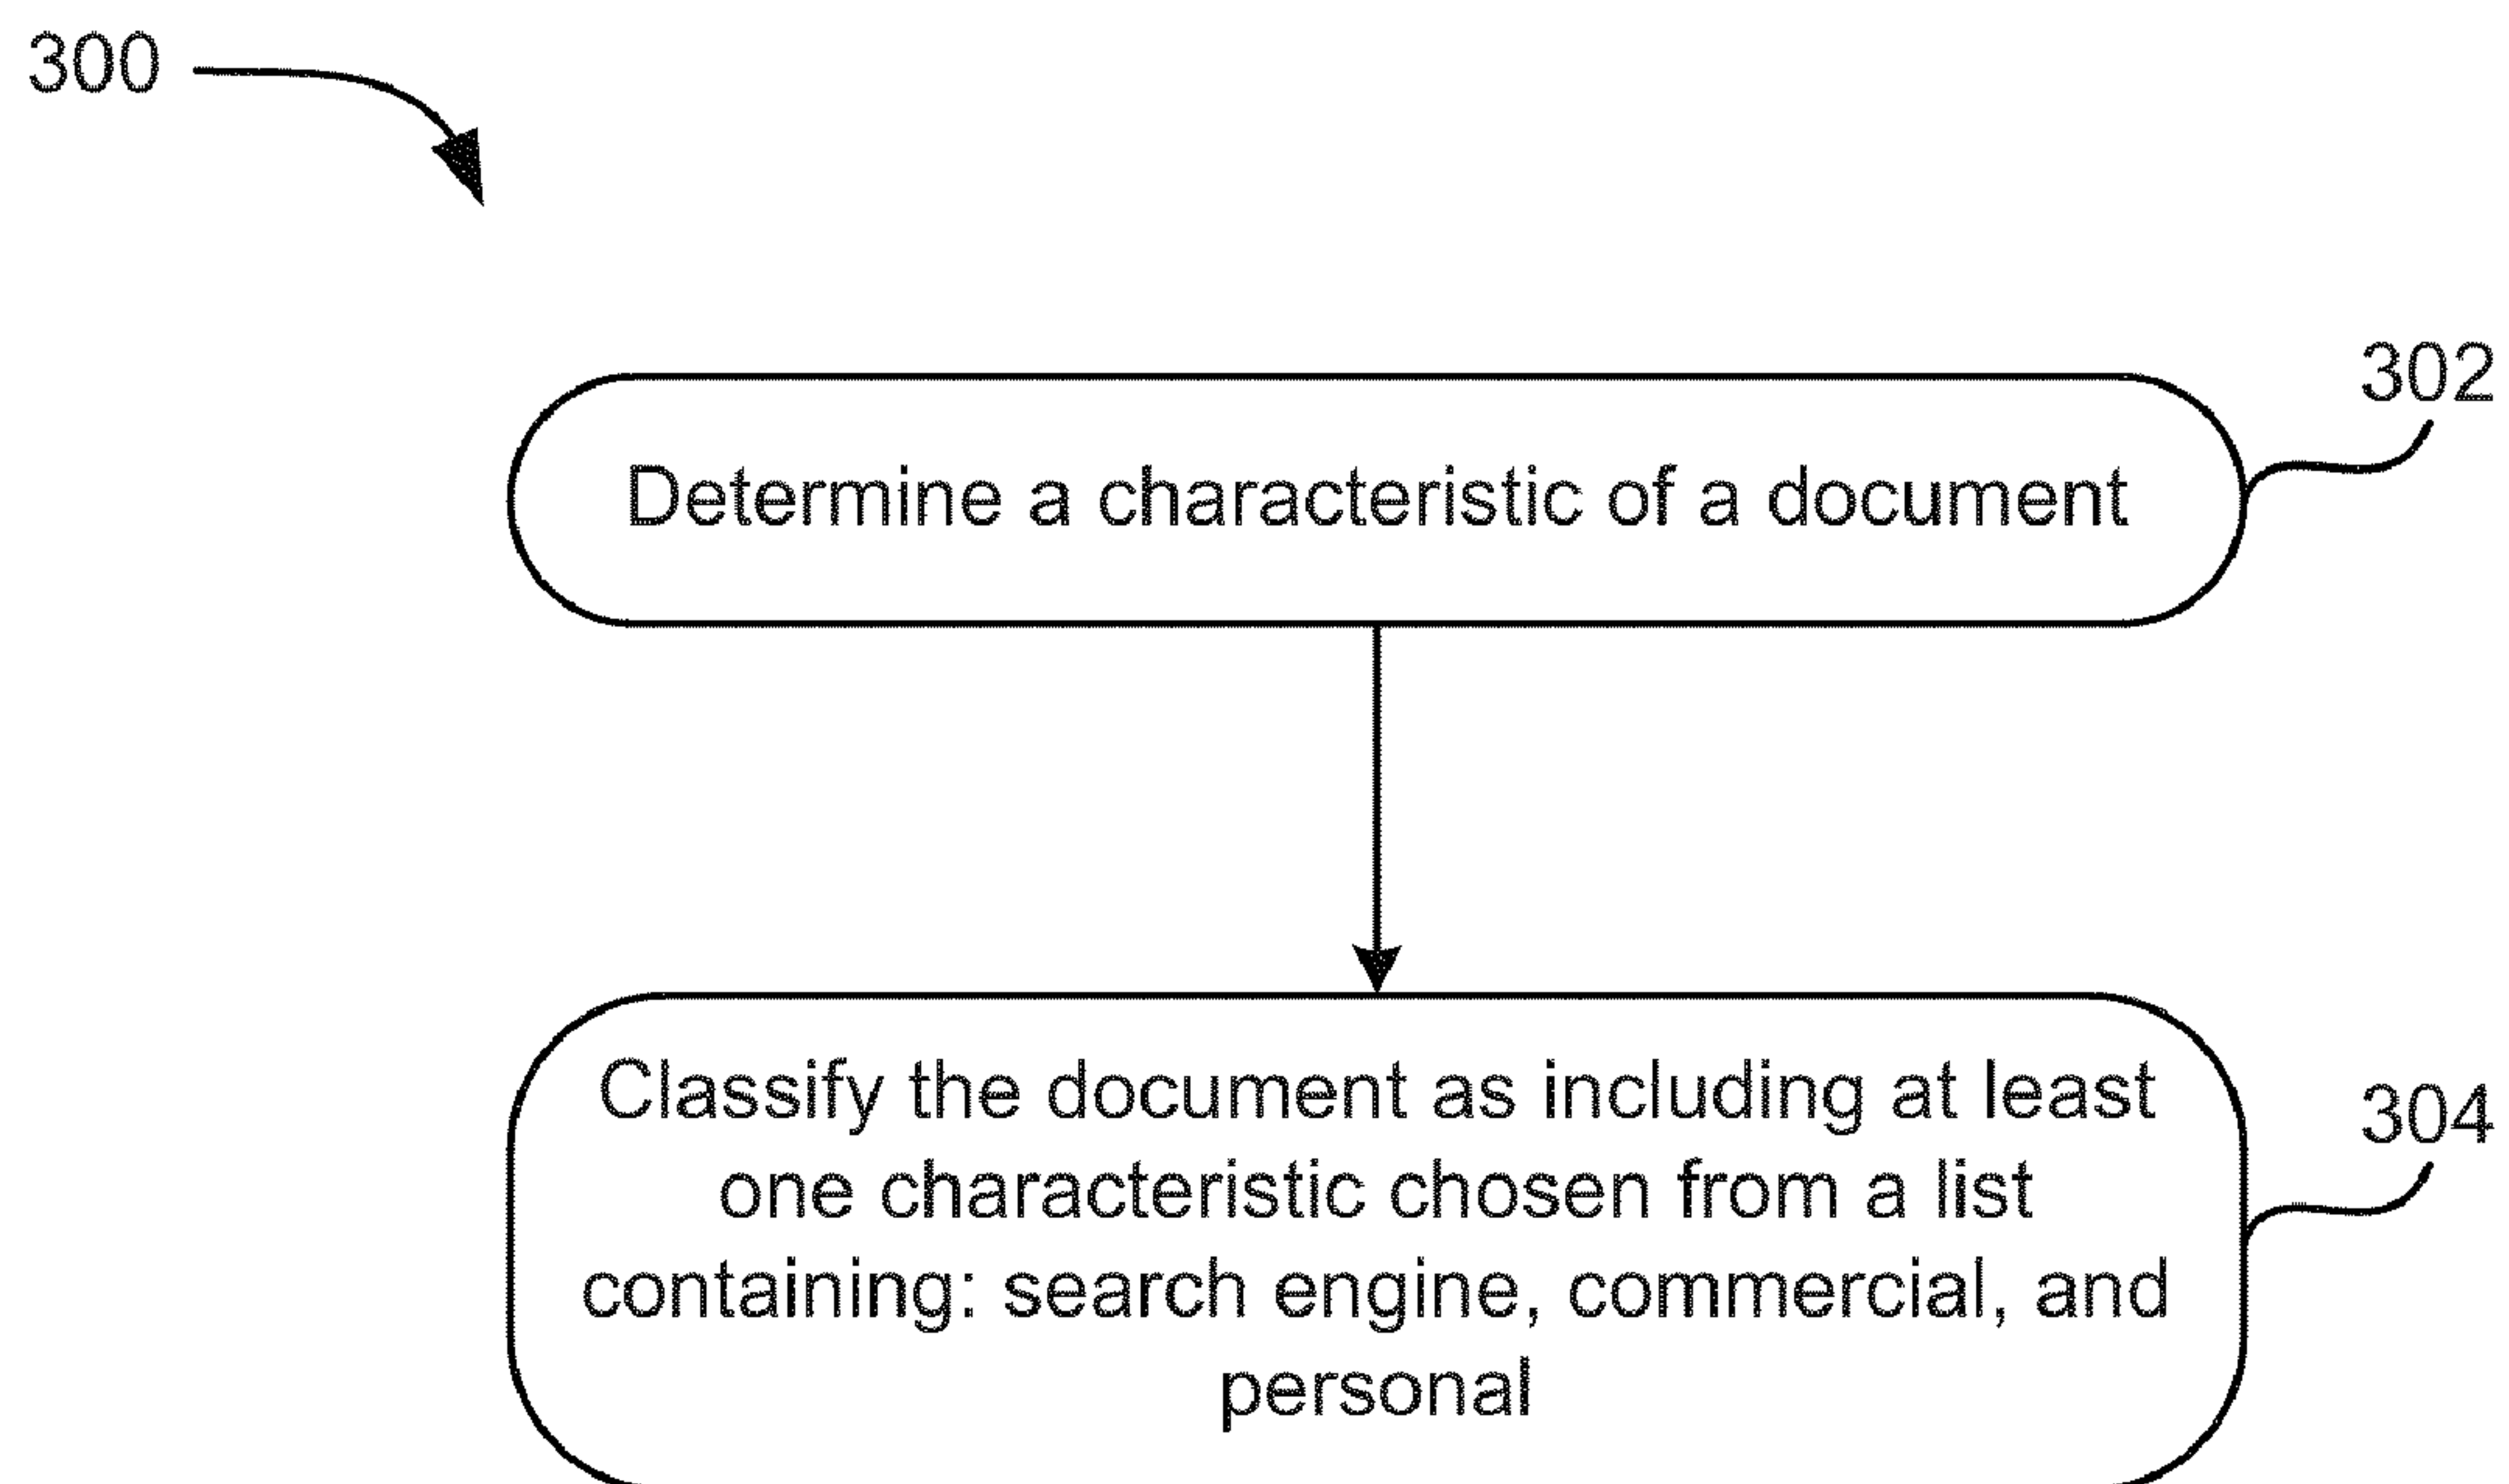 300
302
Determine a characteristic of a document
Classify the document as including at least
304
one characteristic chosen from a list
containing: search engine, commercial, and
personal